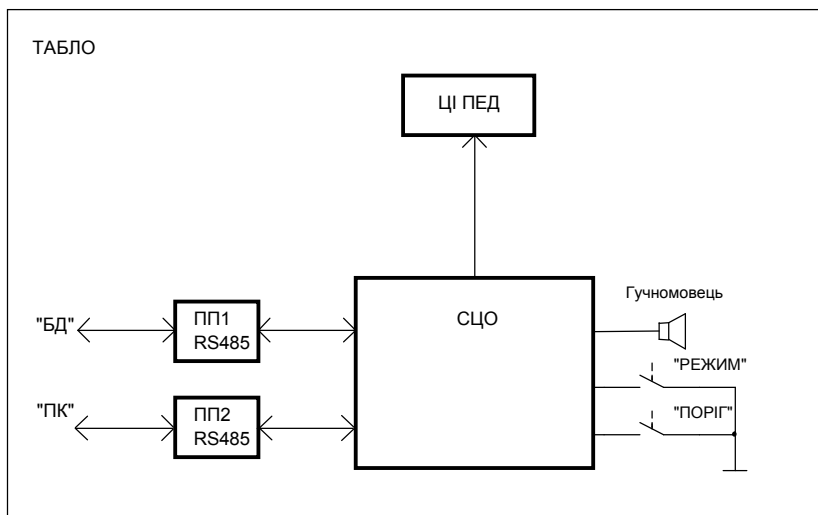 ТАБЛО
ЦІ ПЕД
Гучномовець
"БД"
ПП1
RS485
СЦО
"РЕЖИМ"
"ПК"
ПП2
RS485
"ПОРІГ"